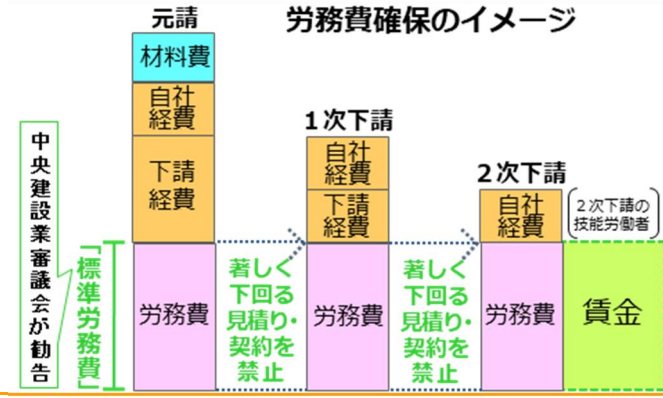 労務費確保のイメージ
元請
材料費
自社
経費
下請
経費
労務費
中央建設業審議会が勧告
「標準労務費」
著しく
下回る
見積り・
契約を
禁止
1次下請
自社
経費
下請
経費
労務費
著しく
下回る
見積り・
契約を
禁止
2次下請
自社
経費
労務費
2次下請の
技能労働者
賃金